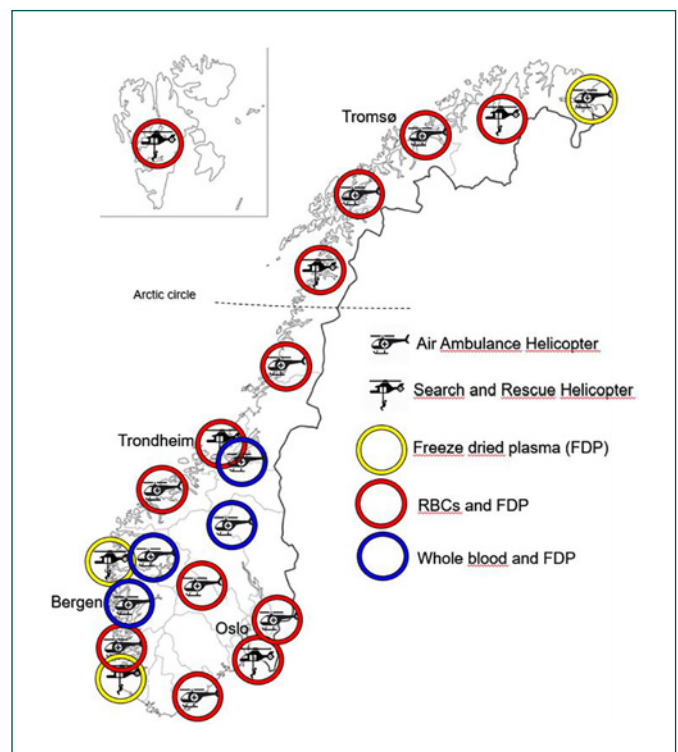 Tromsø
Arctic circle
Air Ambulance Helicopter
Search and Rescue Helicopter
Trondheim
Freeze dried plasma (FDP)
RBCs and FDP
Whole blood and FDP
Bergen
Oslo